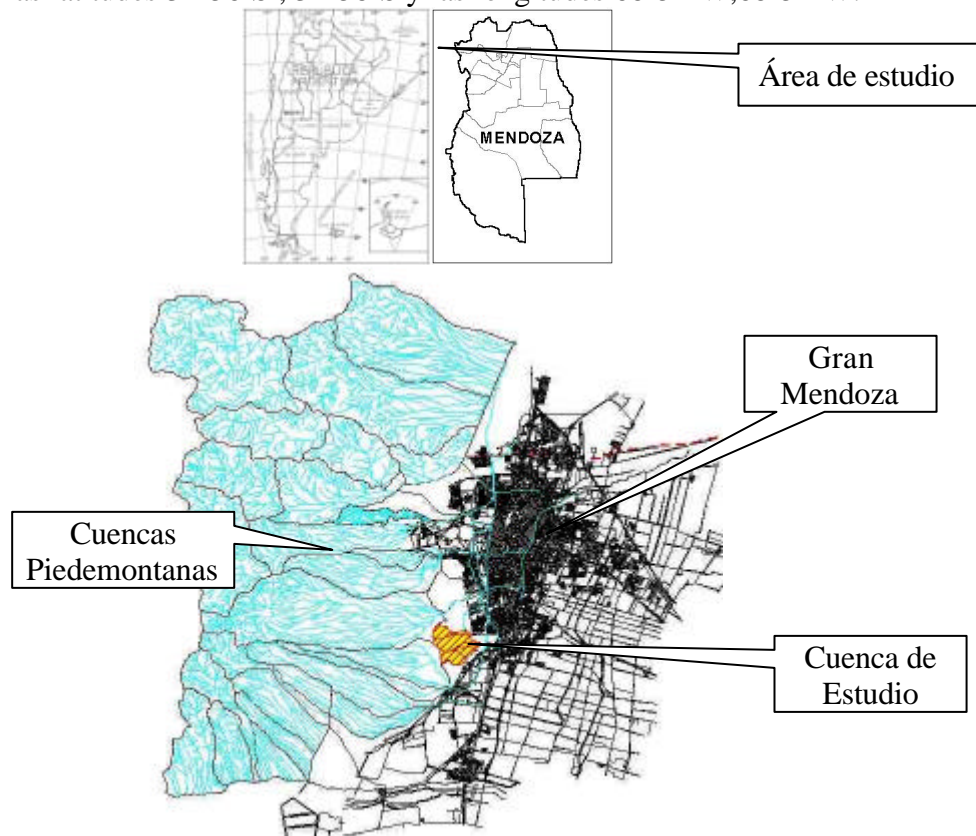 Área de estudio
MENDOZA
Gran
Mendoza
Cuencas
Piedemontanas
Cuenca de
Estudio